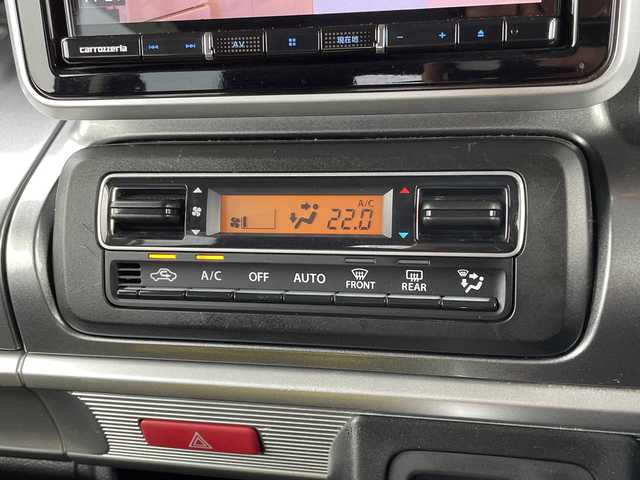 carrozzeria AV 現在地
A/C
22.0
A/C OFF AUTO FRONT REAR